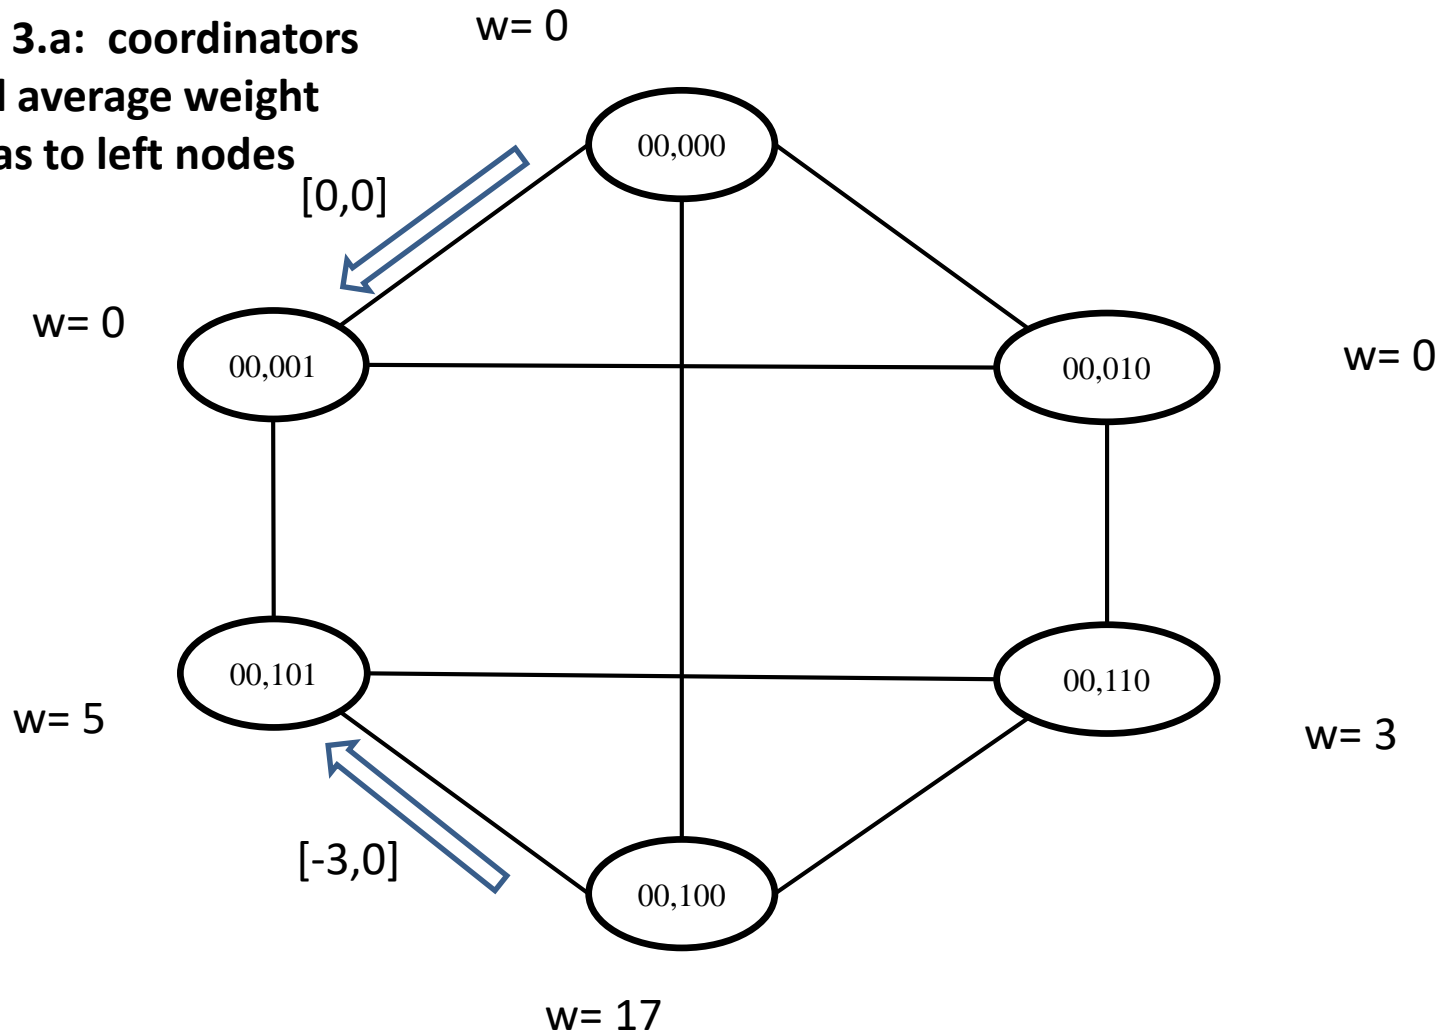 3.a: coordinators
average weight
to left nodes
w= 0
00,000
[0,0]
w= 0
00,001
00,010
w= 0
00,101
00,110
w= 5
w= 3
[-3,0]
00,100
w= 17